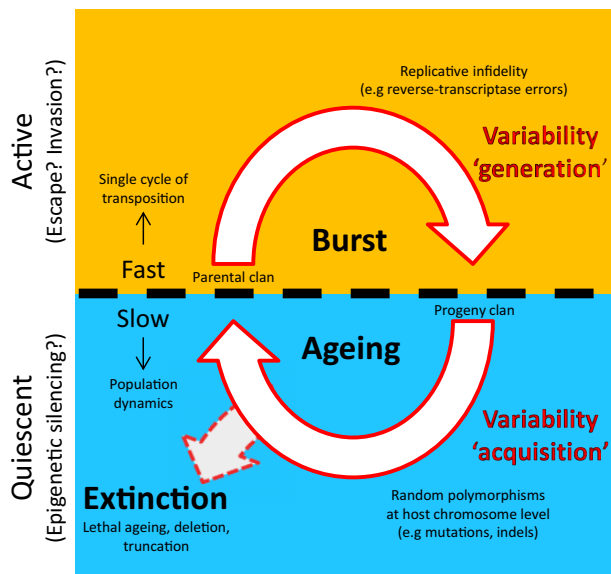 Active
(Escape? Invasion?)
Replicative infidelity
(e.g reverse-transcriptase errors)
Variability
‘generation’
Single cycle of
transposition
Fast
Burst
Parental clan
Slow
Progeny clan
Ageing
Population
dynamics
Quiescent
(Epigenetic silencing?)
Variability
‘acquisition’
Extinction
Lethal ageing, deletion,
truncation
Random polymorphisms
at host chromosome level
(e.g mutations, indels)